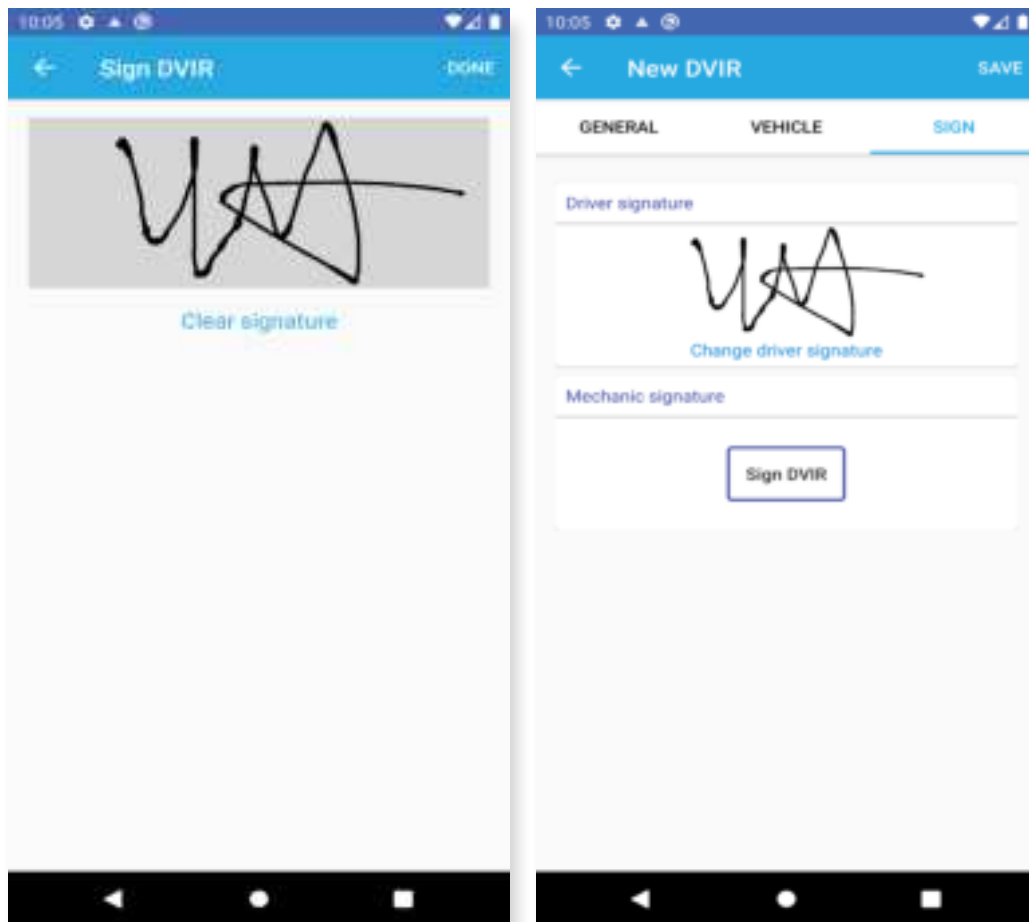 10:05
Sign DVIR
DONE
Clear signature
10:05
New DVIR
SAVE
GENERAL
VEHICLE
SIGN
Driver signature
Change driver signature
Mechanic signature
Sign DVIR